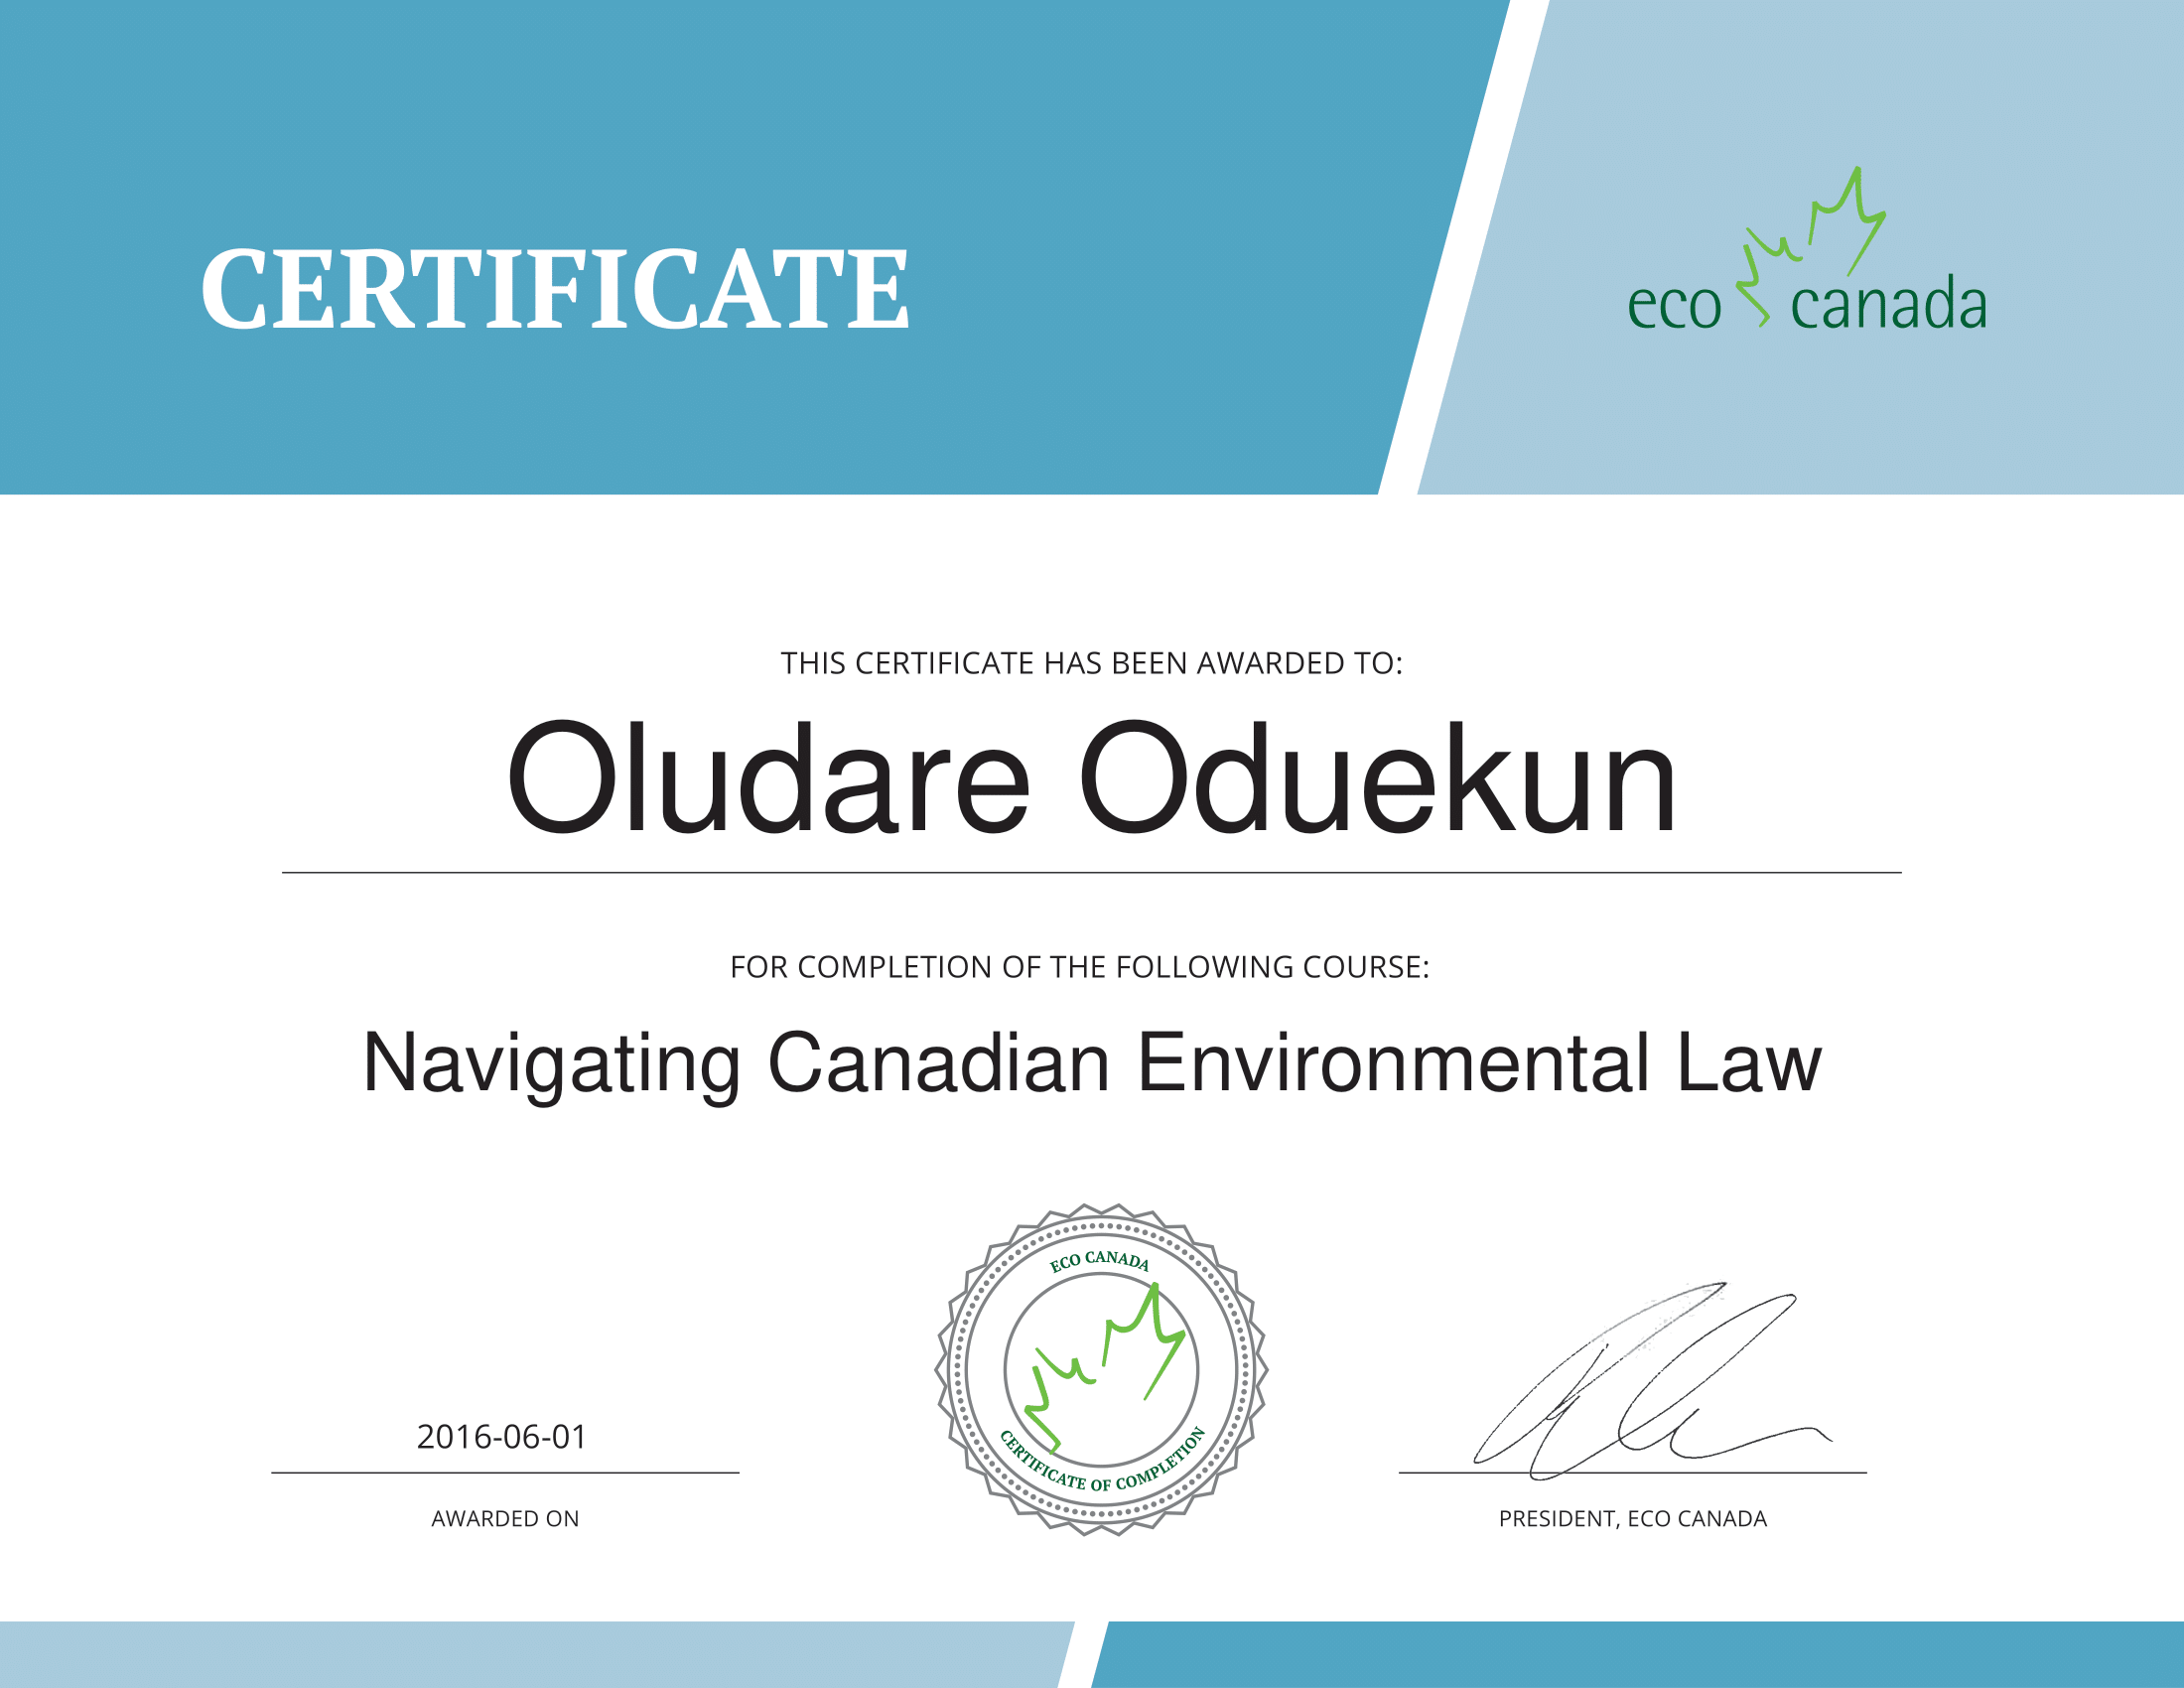 CERTIFICATE
eco canada
THIS CERTIFICATE HAS BEEN AWARDED TO:
Oludare Oduekun
FOR COMPLETION OF THE FOLLOWING COURSE:
Navigating Canadian Environmental Law
ECO CANADA
CERTIFICATE OF COMPLETION
2016-06-01
AWARDED ON
PRESIDENT, ECO CANADA